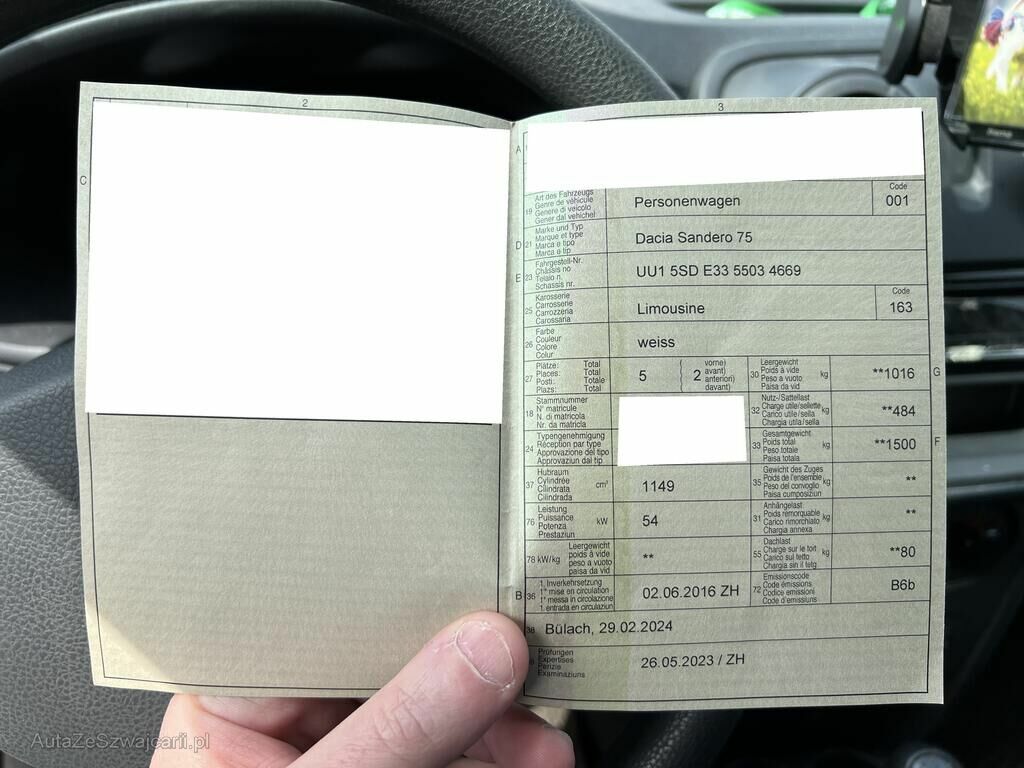 2
C
3
A
19 Art des Fahrzeugs
Genre de véhicule
Genere di veicolo
Gener dal vehichel
Personenwagen
Code
001
D 21 Marke und Typ
Marque et type
Marca e tipo
Marca e tip
Dacia Sandero 75
E 23 Fahrgestell-Nr.
Châssis no
Telaio n.
Schassis nr.
UU1 5SD E33 5503 4669
25 Karosserie
Carrosserie
Carrozzeria
Carossaria
Limousine
Code
163
26 Farbe
Couleur
Colore
Colur
weiss
27 Plätze: Total
Places: Total
Posti: Totale
Plazs: Total
5
2 vorne)
avant)
anteriori)
davant)
30 Leergewicht
Poids à vide
Peso a vuoto
Paisa da vid
kg
**1016
G
18 Stammnummer
N° matricule
N. di matricola
Nr. da matricla
32 Nutz-/Sattellast
Charge utile/sellette
Carico utile/sella
Chargia utila/sella
kg
**484
24 Typengenehmigung
Réception par type
Approvazione del tipo
Approvaziun dal tip
33 Gesamtgewicht
Poids total
Peso totale
Paisa totala
kg
**1500
F
37 Hubraum
Cylindrée
Cilindrata
Cilindrada
cm³
1149
35 Gewicht des Zuges
Poids de l'ensemble
Peso del convoglio
Paisa cumposiziun
kg
**
76 Leistung
Puissance
Potenza
Prestaziun
kW
54
31 Anhängelast
Poids remorquable
Carico rimorchiato
Chargia annexa
kg
**
78 kW/kg Leergewicht
poids à vuide
peso a vuoto
paisa da vid
**
55 Dachlast
Charge sur le toit
Carico sul tetto
Chargia sin il tetg
kg
**80
B 36 1. Inverkehrsetzung
1re mise en circulation
1a messa in circolazione
1. entrada en circulaziun
02.06.2016 ZH
72 Emissionscode
Code émissions
Codice emissioni
Code d'emissiuns
B6b
38 Bülach, 29.02.2024
Prüfungen
Expertises
Perizie
Examinaziuns
26.05.2023 / ZH
AutaZeSzwajcarii.pl
hama